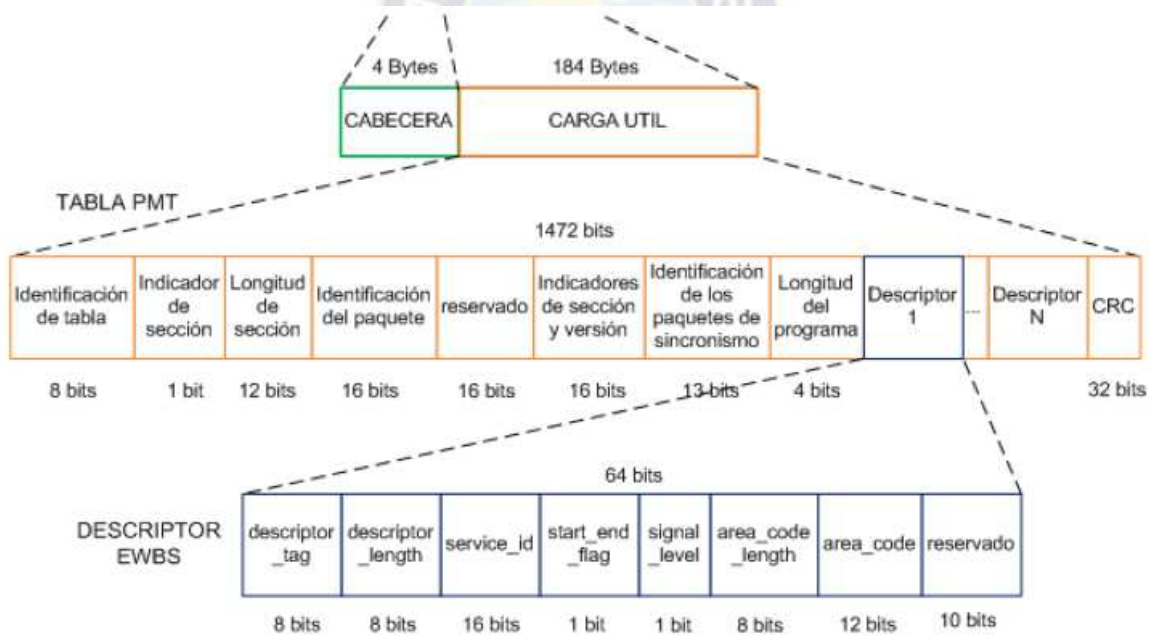 4 Bytes 184 Bytes
CABECERA CARGA UTIL
TABLA PMT
1472 bits
Identificación de tabla
Indicador de sección
Longitud de sección
Identificación del paquete
reservado
Indicadores de sección y versión
Identificación de los paquetes de sincronismo
Longitud del programa
Descriptor 1
...
Descriptor N
CRC
8 bits 1 bit 12 bits 16 bits 16 bits 16 bits 13 bits 4 bits 32 bits
64 bits
DESCRIPTOR EWBS
descriptor_tag
descriptor_length
service_id
start_end_flag
signal_level
area_code_length
area_code
reservado
8 bits 8 bits 16 bits 1 bit 1 bit 8 bits 12 bits 10 bits